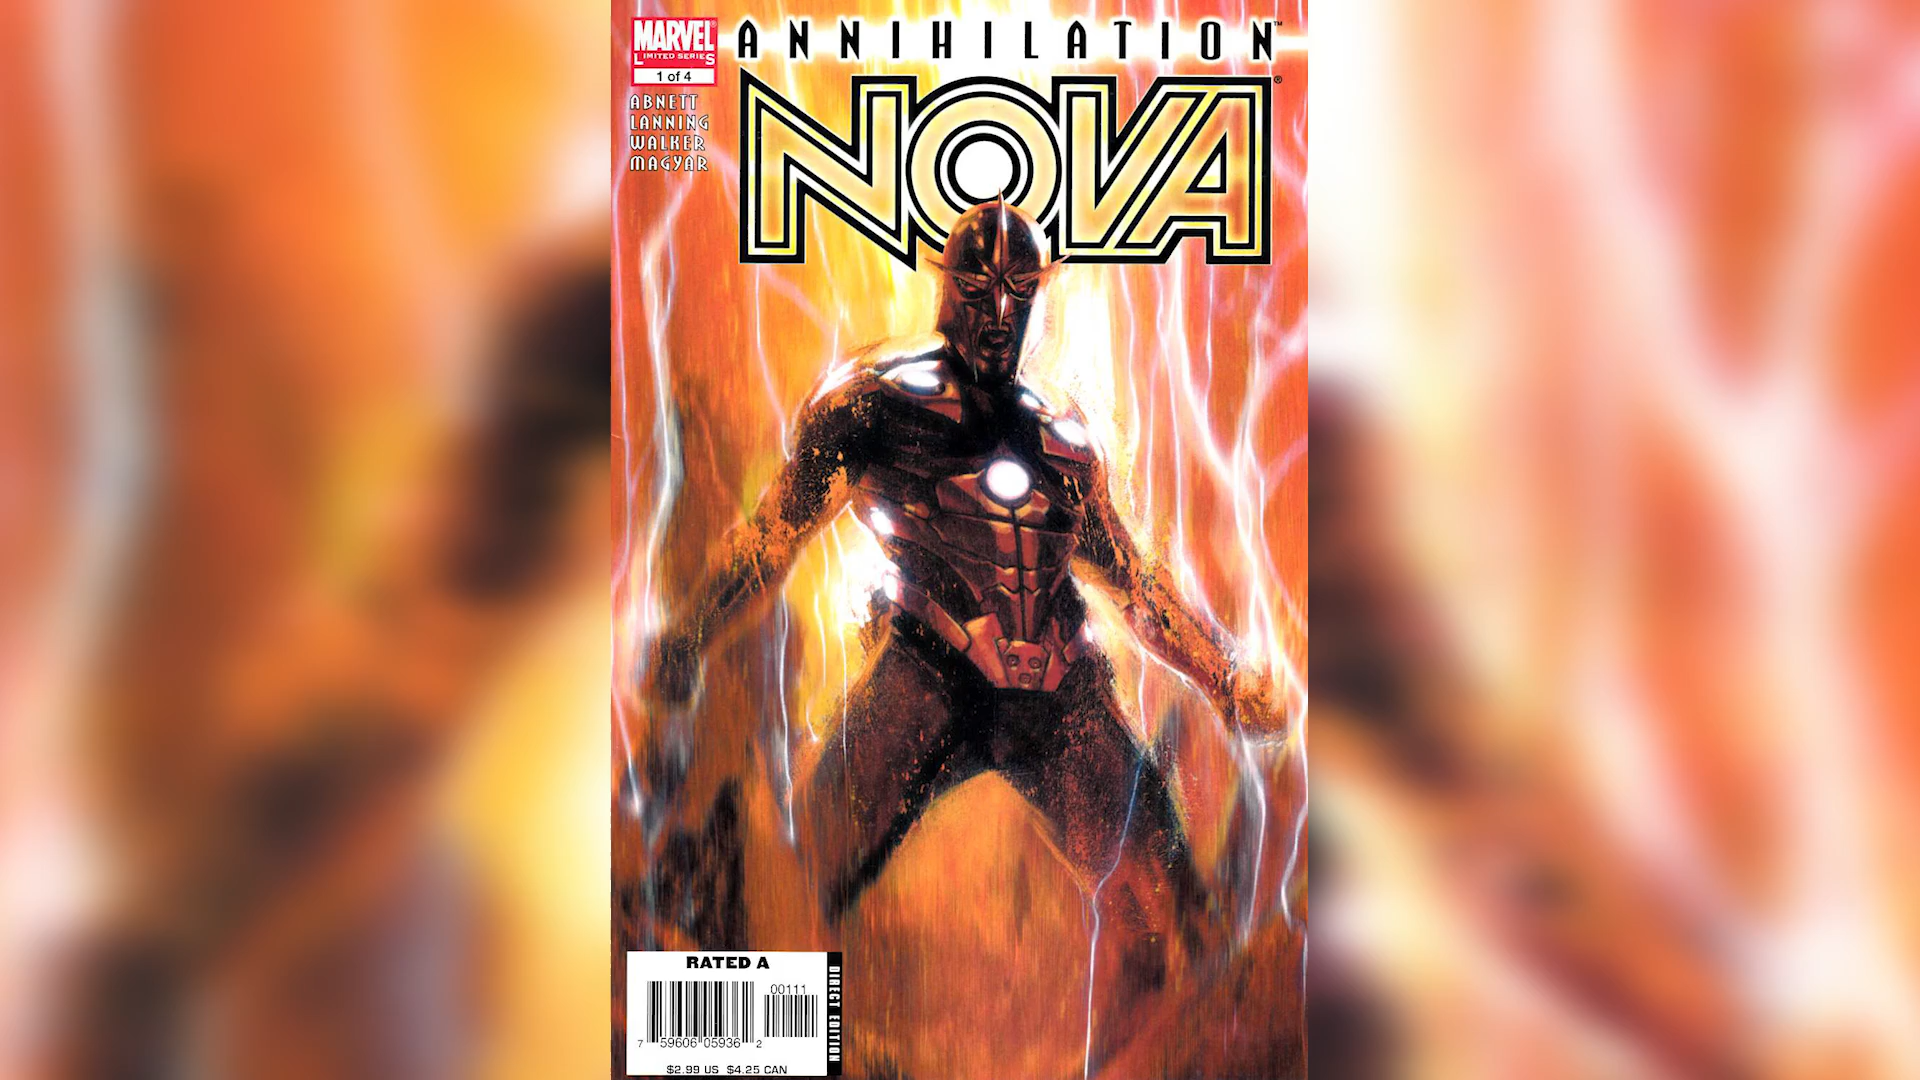 MARVEL
LIMITED SERIES
1 of 4
ANNIHILATION™
NOVA®
ABNETT
LANNING
WALKER
MAGYAR
RATED A
00111
7 59606 05936 2
$2.99 US $4.25 CAN
DIRECT EDITION